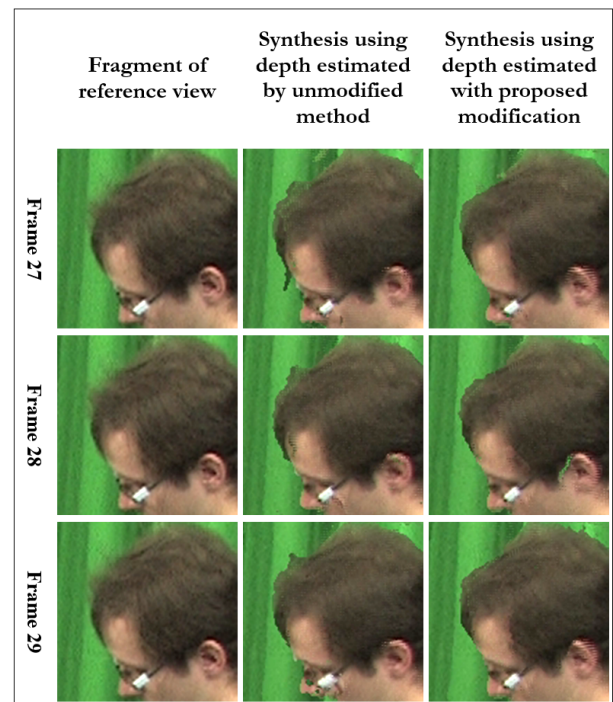 Fragment of
reference view
Synthesis using
depth estimated
by unmodified
method
Synthesis using
depth estimated
with proposed
modification
Frame 27
Frame 28
Frame 29